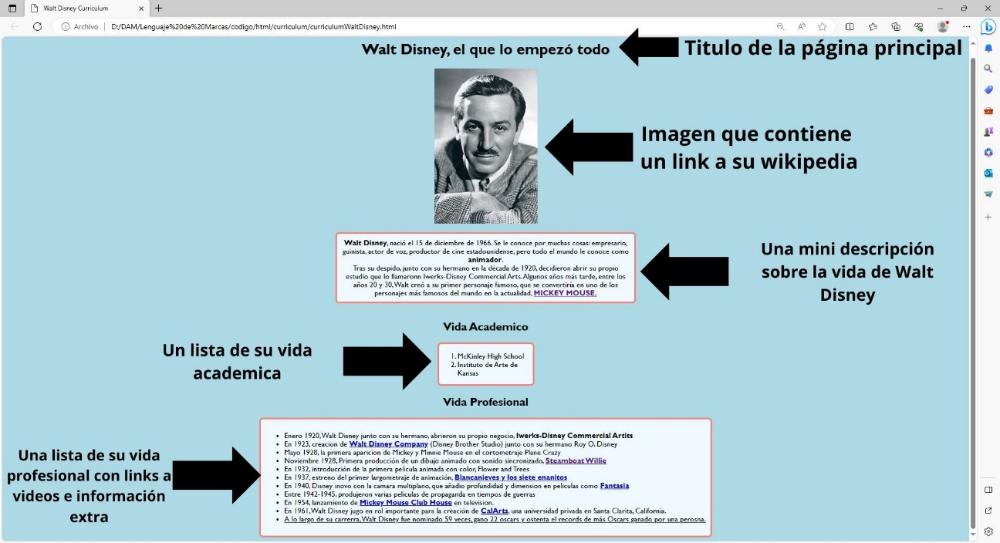 Walt Disney Curriculum
Archivo
D:/DAM/Lenguaje%20de%20Marcas/codigo/html/curriculum/curriculumWaltDisney.html
Walt Disney, el que lo empezó todo
Titulo de la página principal
Imagen que contiene
un link a su wikipedia
Walt Disney, nació el 15 de diciembre de 1966. Se le conoce por muchas cosas: empresario,
guinista, actor de voz, productor de cine estadounidense, pero todo el mundo le conoce como
animador.
Tras su despido, junto con su hermano en la década de 1920, decidieron abrir su propio
estudio que lo llamaronn Iwerks-Disney Commercial Arts. Algunos años más tarde, entre los
años 20 y 30, Walt creó a su primer personaje famoso, que se convertiría en uno de los
personajes más famosos del mundo en la actualidad, MICKEY MOUSE.
Una mini descripción
sobre la vida de Walt
Disney
Vida Academico
Un lista de su vida
academica
1. McKinley High School
2. Instituto de Arte de
Kansas
Vida Profesional
Una lista de su vida
profesional con links a
videos e información
extra
• Enero 1920, Walt Disney junto con su hermano, abrieron su propio negocio, Iwerks-Disney Commercial Artits
• En 1923, creacion de Walt Disney Company (Disney Brother Studio) junto con su hermano Roy O. Disney
• Mayo 1928, la primera aparicion de Mickey y Minnie Mouse en el cortometraje Plane Crazy
• Noviembre 1928, Primera producción de un dibujo animado con sonido sincronizado, Steamboat Willie
• En 1932, introducción de la primera pelicula animada con color, Flower and Trees
• En 1937, estreno del primer largometraje de animación, Blancanieves y los siete enanitos
• En 1940, Disney inovo con la camara multiplano, que añadio profundidad y dimension en peliculas como Fantasia
• Entre 1942-1945, produjeron varias peliculas de propaganda en tiempos de guerras
• En 1954, lanzamiento de Mickey Mouse Club House en television.
• En 1961, Walt Disney jugo en rol importante para la creación de CalArts, una universidad privada en Santa Clarita, California.
• A lo largo de su carrerra, Walt Disney fue nominado 59 veces, gano 22 oscars y ostenta el records de más Oscars ganado por una perosna.